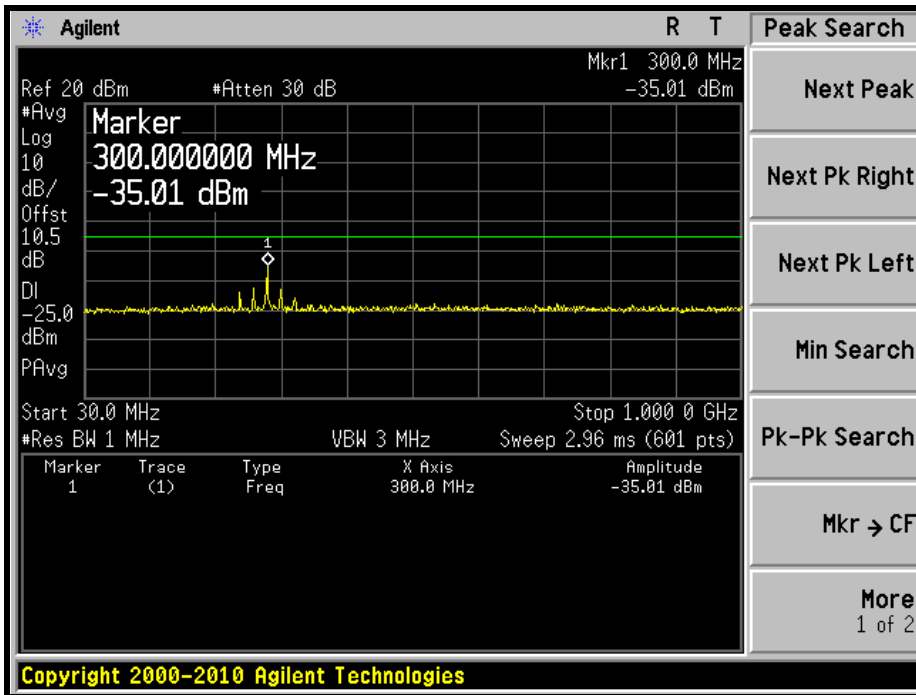 Agilent R T Peak Search
Mkr1 300.0 MHz
Ref 20 dBm #Atten 30 dB -35.01 dBm
Next Peak
#Avg
Log
10
dB/
Offst
10.5
dB
DI
-25.0
dBm
PAvg
Marker
300.000000 MHz
-35.01 dBm
1
Next Pk Right
Next Pk Left
Min Search
Start 30.0 MHz Stop 1.000 0 GHz
#Res BW 1 MHz VBW 3 MHz Sweep 2.96 ms (601 pts)
Pk-Pk Search
Marker Trace Type X Axis Amplitude
1 (1) Freq 300.0 MHz -35.01 dBm
Mkr → CF
More
1 of 2
Copyright 2000-2010 Agilent Technologies